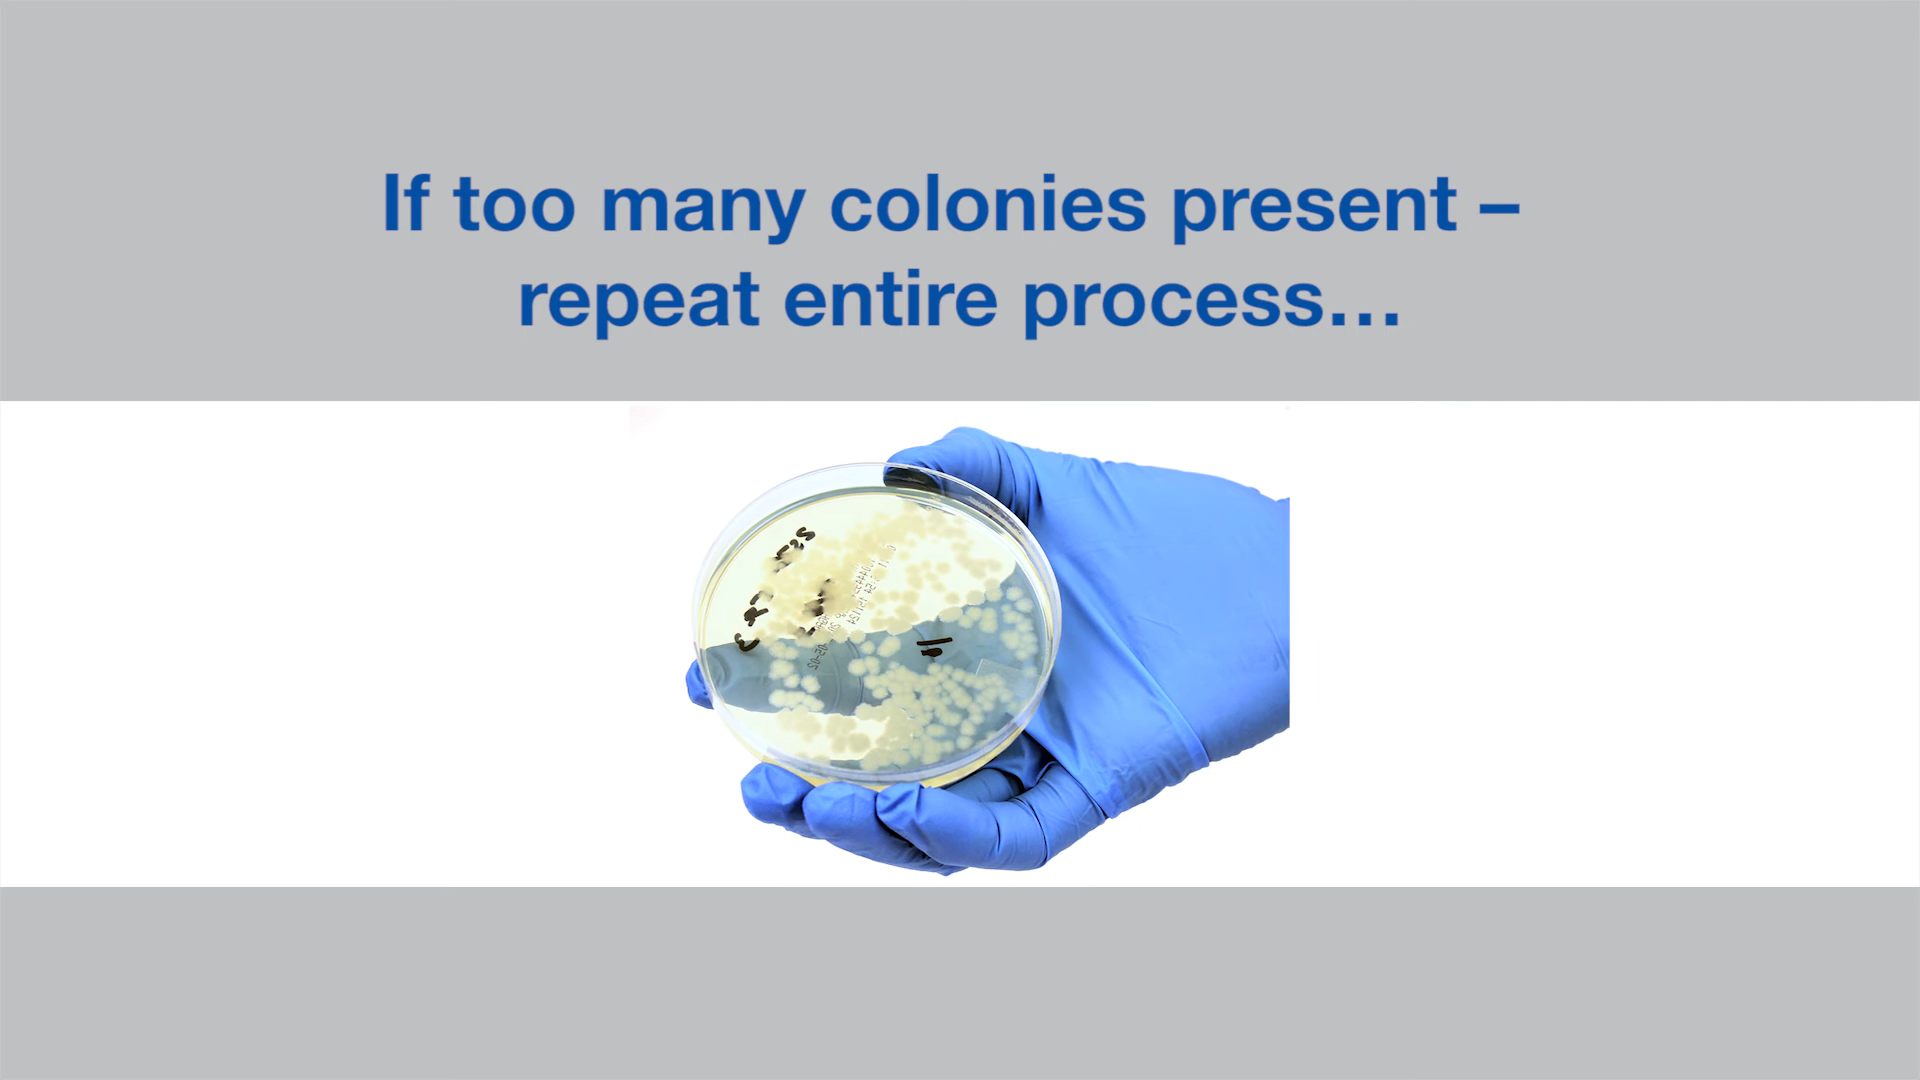 If too many colonies present –
repeat entire process…